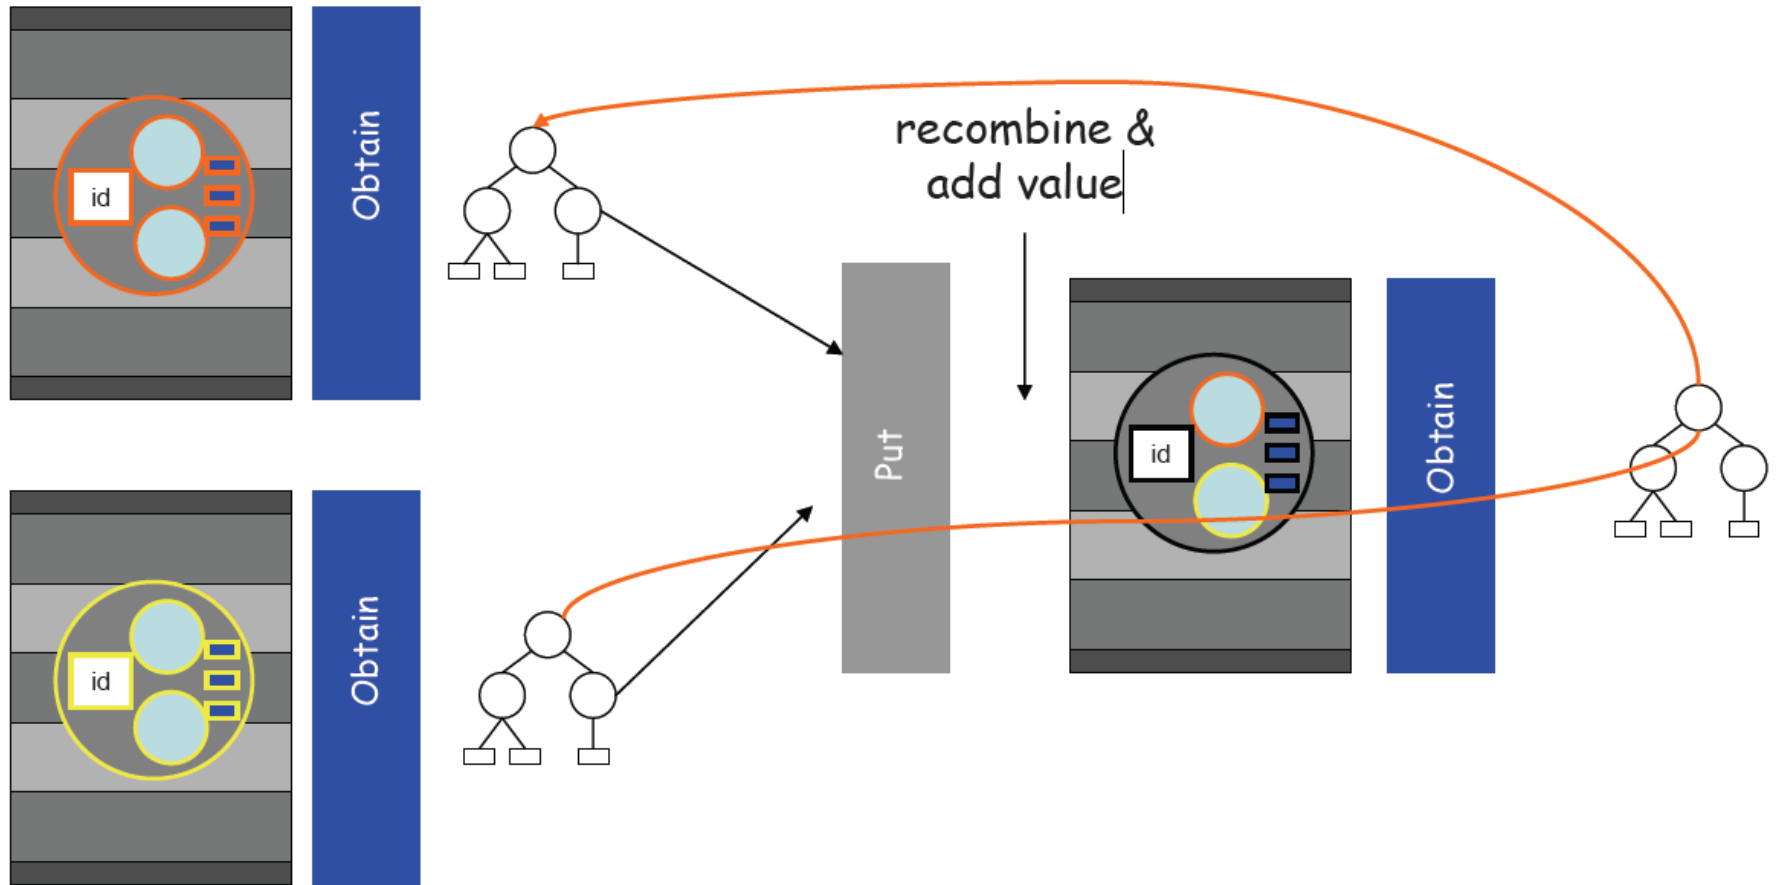 id
Obtain
recombine &
add value
Put
id
Obtain
id
Obtain